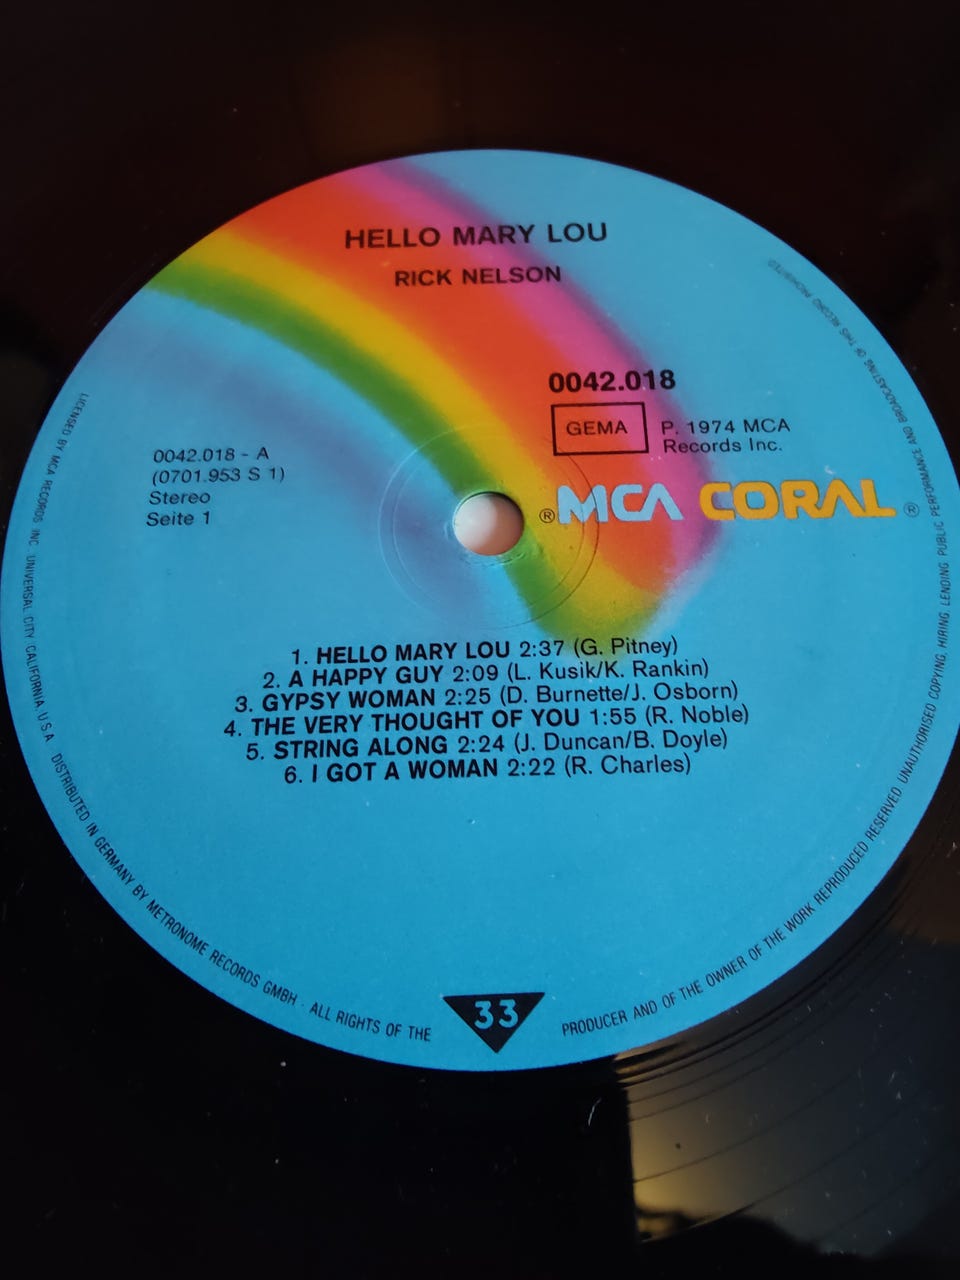 HELLO MARY LOU
RICK NELSON
0042.018
GEMA
P. 1974 MCA
Records Inc.
0042.018 - A
(0701.953 S 1)
Stereo
Seite 1
®MCA CORAL®
1. HELLO MARY LOU 2:37 (G. Pitney)
2. A HAPPY GUY 2:09 (L. Kusik/K. Rankin)
3. GYPSY WOMAN 2:25 (D. Burnette/J. Osborn)
4. THE VERY THOUGHT OF YOU 1:55 (R. Noble)
5. STRING ALONG 2:24 (J. Duncan/B. Doyle)
6. I GOT A WOMAN 2:22 (R. Charles)
LICENSED BY MCA RECORDS INC. UNIVERSAL CITY, CALIFORNIA, U.S.A. DISTRIBUTED IN GERMANY BY METRONOME RECORDS GMBH · ALL RIGHTS OF THE
33
PRODUCER AND OF THE OWNER OF THE WORK REPRODUCED RESERVED UNAUTHORISED COPYING, HIRING, LENDING, PUBLIC PERFORMANCE, AND BROADCASTING OF THIS RECORD PROHIBITED